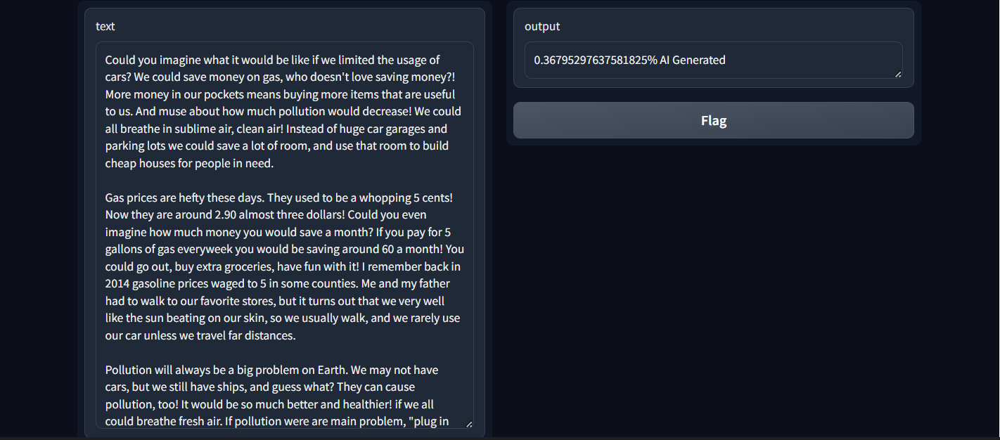 text
Could you imagine what it would be like if we limited the usage of
cars? We could save money on gas, who doesn't love saving money?!
More money in our pockets means buying more items that are useful
to us. And muse about how much pollution would decrease! We could
all breathe in sublime air, clean air! Instead of huge car garages and
parking lots we could save a lot of room, and use that room to build
cheap houses for people in need.
Gas prices are hefty these days. They used to be a whopping 5 cents!
Now they are around 2.90 almost three dollars! Could you even
imagine how much money you would save a month? If you pay for 5
gallons of gas everyweek you would be saving around 60 a month! You
could go out, buy extra groceries, have fun with it! I remember back in
2014 gasoline prices waged to 5 in some counties. Me and my father
had to walk to our favorite stores, but it turns out that we very well
like the sun beating on our skin, so we usually walk, and we rarely use
our car unless we travel far distances.
Pollution will always be a big problem on Earth. We may not have
cars, but we still have ships, and guess what? They can cause
pollution, too! It would be so much better and healthier! if we all
could breathe fresh air. If pollution were are main problem, "plug in
output
0.36795297637581825% AI Generated
Flag